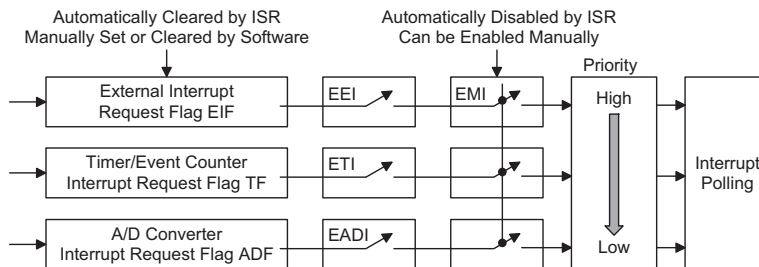 Automatically Cleared by ISR
Manually Set or Cleared by Software
Automatically Disabled by ISR
Can be Enabled Manually
Priority
External Interrupt
Request Flag EIF
EEI
EMI
High
Timer/Event Counter
Interrupt Request Flag TF
ETI
Interrupt
Polling
A/D Converter
Interrupt Request Flag ADF
EADI
Low